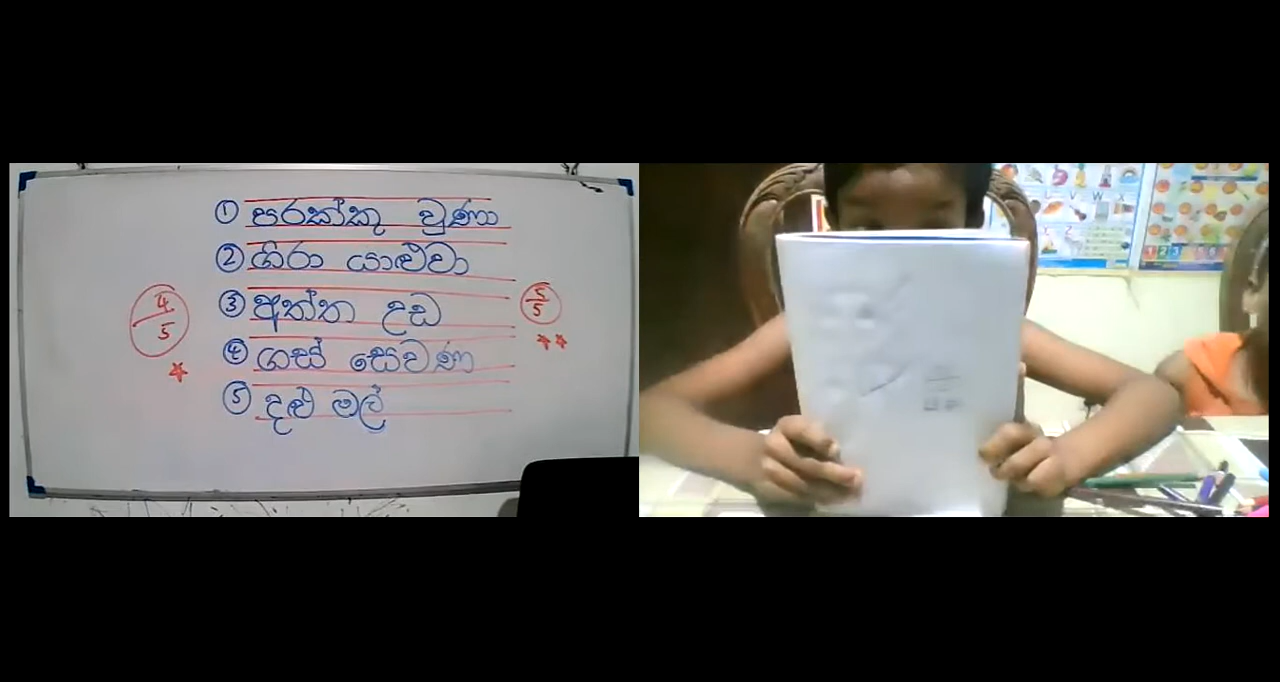 ① පරක්කු වුණා
② ගිරා යාළුවා
③ අත්ත උඩ
④ ගස් සෙවණ
⑤ දළු මල්
4/5
5/5